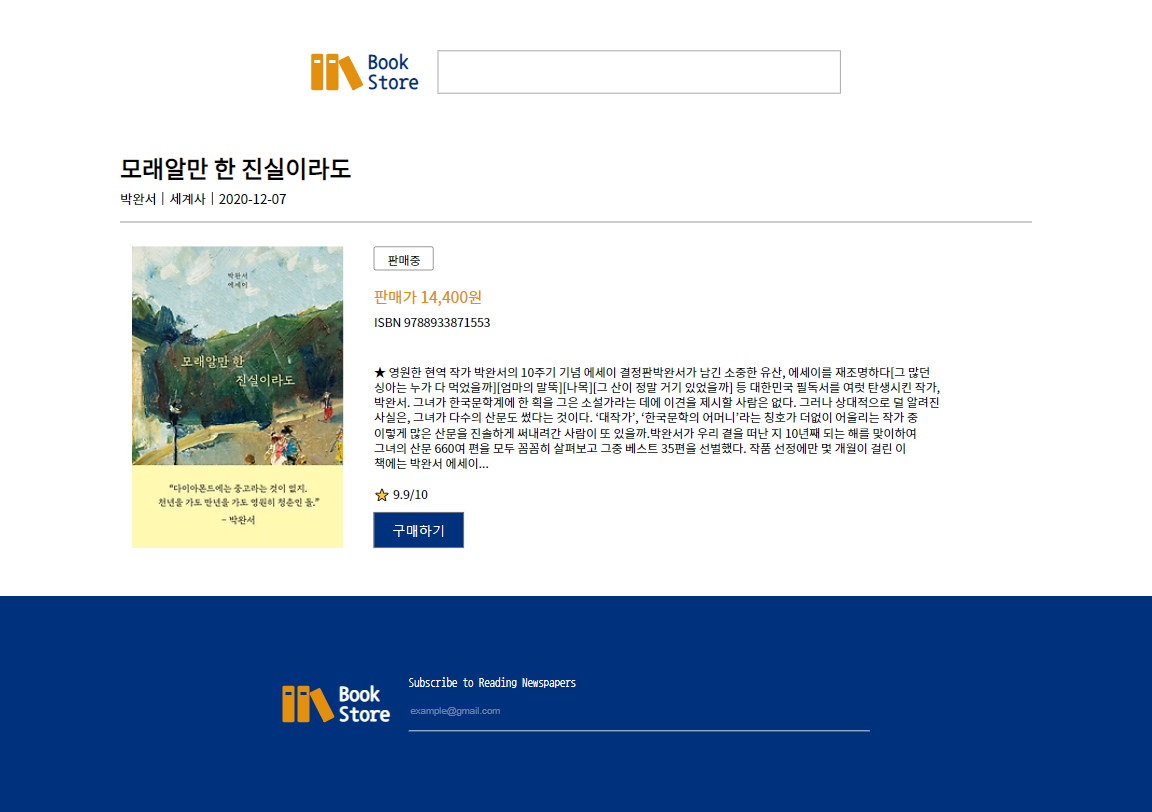 Book
Store
모래알만 한 진실이라도
박완서 | 세계사 | 2020-12-07
박완서
에세이
모래알만 한
진실이라도
"다이아몬드에는 중고라는 것이 없지.
천년을 가도 만년을 가도 영원히 청춘인 돌."
- 박완서
판매중
판매가 14,400원
ISBN 9788933871553
★ 영원한 현역 작가 박완서의 10주기 기념 에세이 결정판박완서가 남긴 소중한 유산, 에세이를 재조명하다[그 많던
싱아는 누가 다 먹었을까][엄마의 말뚝][나목][그 산이 정말 거기 있었을까] 등 대한민국 필독서를 여럿 탄생시킨 작가,
박완서. 그녀가 한국문학계에 한 획을 그은 소설가라는 데에 이견을 제시할 사람은 없다. 그러나 상대적으로 덜 알려진
사실은, 그녀가 다수의 산문도 썼다는 것이다. ‘대작가’, ‘한국문학의 어머니’라는 칭호가 더없이 어울리는 작가 중
이렇게 많은 산문을 진솔하게 써내려간 사람이 또 있을까.박완서가 우리 곁을 떠난 지 10년째 되는 해를 맞이하여
그녀의 산문 660여 편을 모두 꼼꼼히 살펴보고 그중 베스트 35편을 선별했다. 작품 선정에만 몇 개월이 걸린 이
책에는 박완서 에세이...
9.9/10
구매하기
Book
Store
Subscribe to Reading Newspapers
example@gmail.com